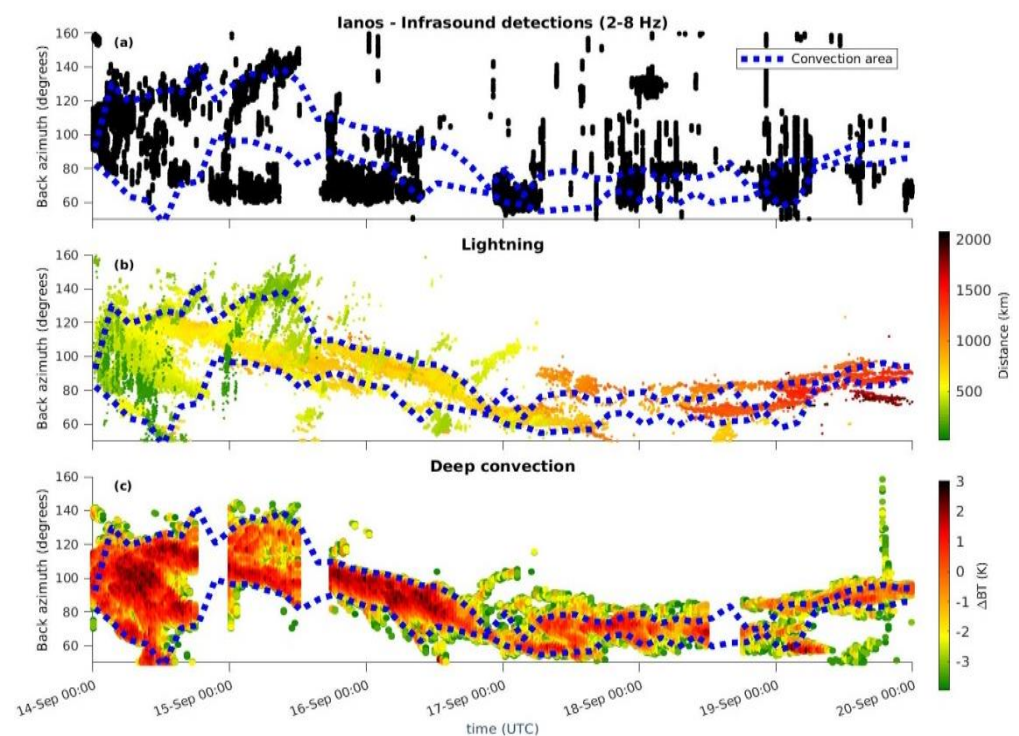 Ianos - Infrasound detections (2-8 Hz)
(a)
Convection area
Back azimuth (degrees)
160
140
120
100
80
60
Lightning
(b)
Back azimuth (degrees)
160
140
120
100
80
60
2000
1500
1000
500
Distance (km)
Deep convection
(c)
Back azimuth (degrees)
160
140
120
100
80
60
3
2
1
0
-1
-2
-3
ΔBT (K)
14-Sep 00:00
15-Sep 00:00
16-Sep 00:00
17-Sep 00:00
18-Sep 00:00
19-Sep 00:00
20-Sep 00:00
time (UTC)